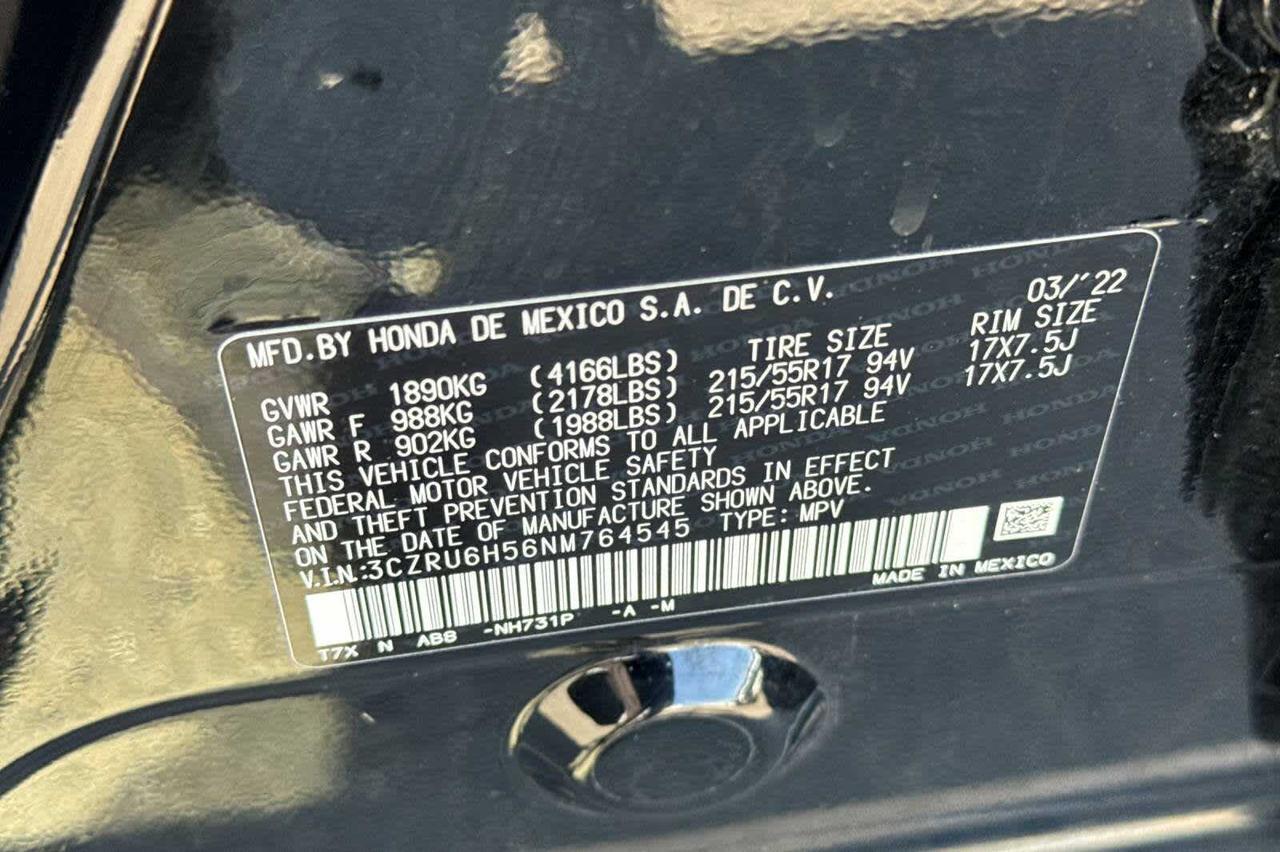 MFD.BY HONDA DE MEXICO S.A. DE C.V. 03/'22
TIRE SIZE RIM SIZE
GVWR 1890KG (4166LBS)
GAWR F 988KG (2178LBS) 215/55R17 94V 17X7.5J
GAWR R 902KG (1988LBS) 215/55R17 94V 17X7.5J
THIS VEHICLE CONFORMS TO ALL APPLICABLE
FEDERAL MOTOR VEHICLE SAFETY
AND THEFT PREVENTION STANDARDS IN EFFECT
ON THE DATE OF MANUFACTURE SHOWN ABOVE.
V.I.N.:3CZRU6H56NM764545 TYPE:MPV
T7X N AB8 -NH731P -A -M MADE IN MEXICO